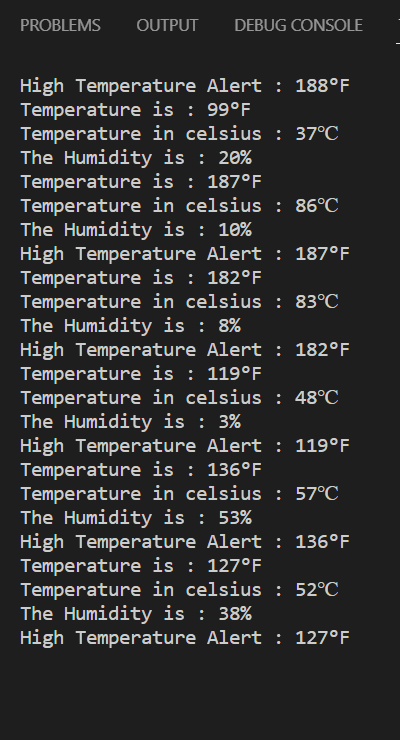 PROBLEMS OUTPUT DEBUG CONSOLE
High Temperature Alert : 188°F
Temperature is : 99°F
Temperature in celsius : 37℃
The Humidity is : 20%
Temperature is : 187°F
Temperature in celsius : 86℃
The Humidity is : 10%
High Temperature Alert : 187°F
Temperature is : 182°F
Temperature in celsius : 83℃
The Humidity is : 8%
High Temperature Alert : 182°F
Temperature is : 119°F
Temperature in celsius : 48℃
The Humidity is : 3%
High Temperature Alert : 119°F
Temperature is : 136°F
Temperature in celsius : 57℃
The Humidity is : 53%
High Temperature Alert : 136°F
Temperature is : 127°F
Temperature in celsius : 52℃
The Humidity is : 38%
High Temperature Alert : 127°F